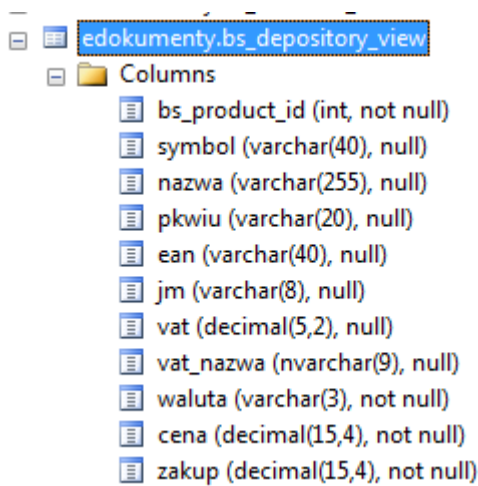 edokumenty.bs_depository_view
Columns
bs_product_id (int, not null)
symbol (varchar(40), null)
nazwa (varchar(255), null)
pkwiu (varchar(20), null)
ean (varchar(40), null)
jm (varchar(8), null)
vat (decimal(5,2), null)
vat_nazwa (nvarchar(9), null)
waluta (varchar(3), not null)
cena (decimal(15,4), not null)
zakup (decimal(15,4), not null)